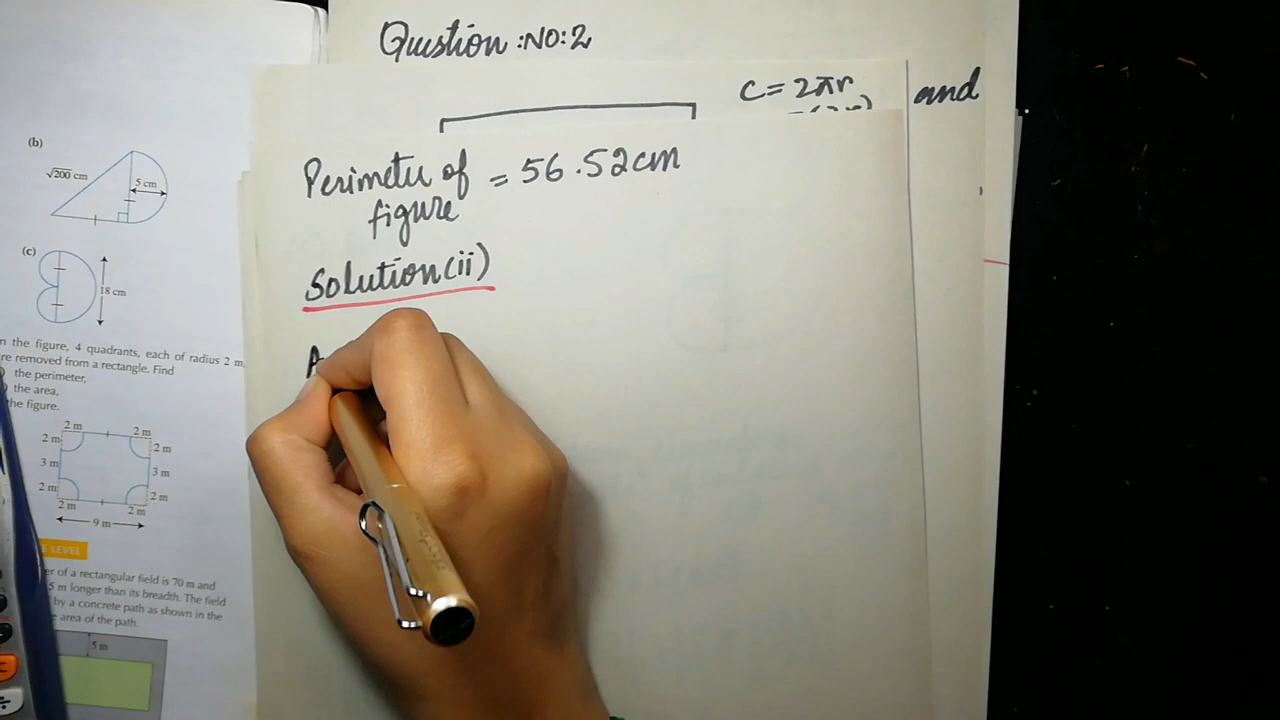 Question :NO:2
C = 2πr and
Perimeter of = 56.52cm
figure
Solution(ii)
A
(b)
√200 cm
5 cm
(c)
18 cm
n the figure, 4 quadrants, each of radius 2 m,
re removed from a rectangle. Find
the perimeter,
the area,
the figure.
2 m 2 m
2 m 2 m
3 m 3 m
2 m 2 m
2 m 2 m
9 m
E LEVEL
er of a rectangular field is 70 m and
5 m longer than its breadth. The field
by a concrete path as shown in the
area of the path.
5 m
C
÷